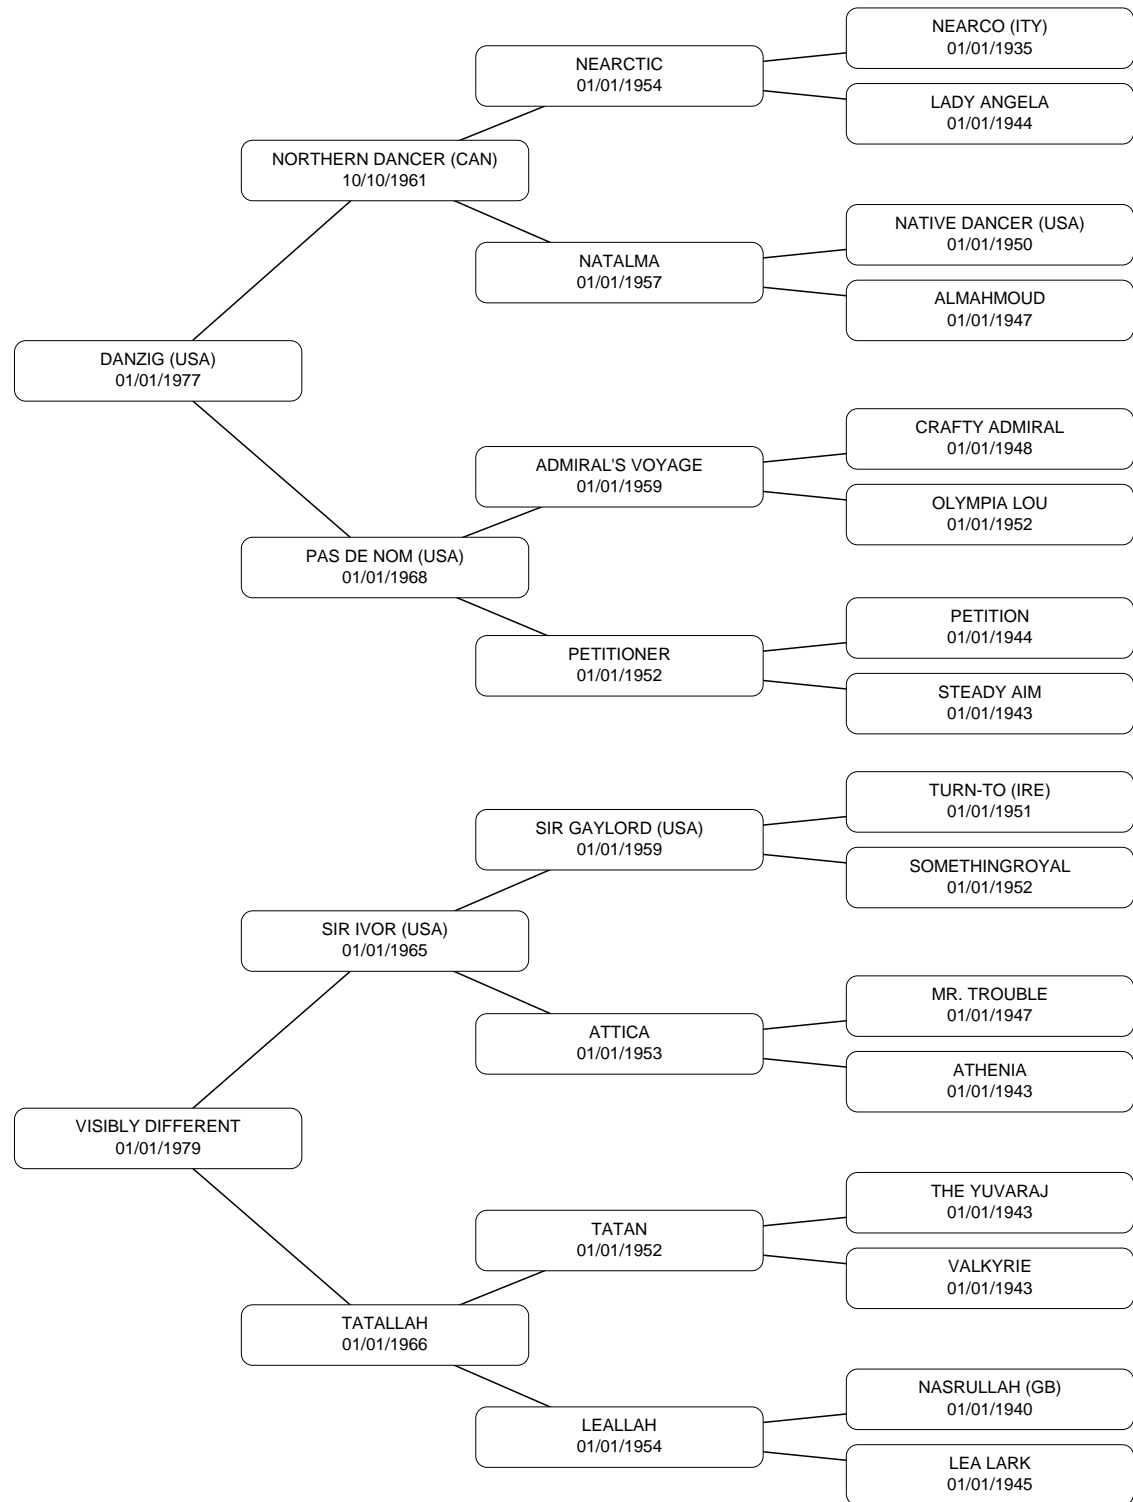 NEARCO (ITY)
01/01/1935
NEARCTIC
01/01/1954
LADY ANGELA
01/01/1944
NORTHERN DANCER (CAN)
10/10/1961
NATIVE DANCER (USA)
01/01/1950
NATALMA
01/01/1957
ALMAHMOUD
01/01/1947
DANZIG (USA)
01/01/1977
CRAFTY ADMIRAL
01/01/1948
ADMIRAL'S VOYAGE
01/01/1959
OLYMPIA LOU
01/01/1952
PAS DE NOM (USA)
01/01/1968
PETITION
01/01/1944
PETITIONER
01/01/1952
STEADY AIM
01/01/1943
TURN-TO (IRE)
01/01/1951
SIR GAYLORD (USA)
01/01/1959
SOMETHINGROYAL
01/01/1952
SIR IVOR (USA)
01/01/1965
MR. TROUBLE
01/01/1947
ATTICA
01/01/1953
ATHENIA
01/01/1943
VISIBLY DIFFERENT
01/01/1979
THE YUVARAJ
01/01/1943
TATAN
01/01/1952
VALKYRIE
01/01/1943
TATALLAH
01/01/1966
NASRULLAH (GB)
01/01/1940
LEALLAH
01/01/1954
LEA LARK
01/01/1945